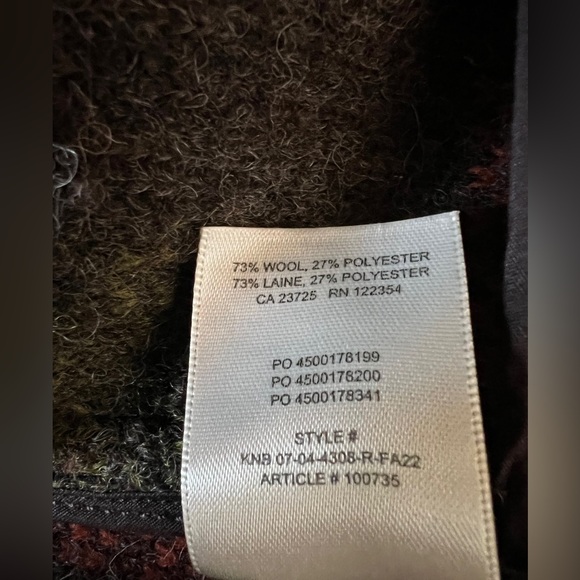 73% WOOL, 27% POLYESTER
73% LAINE, 27% POLYESTER
CA 23725 RN 122354
PO 4500178199
PO 4500178200
PO 4500178341
STYLE #
KNB 07-04-4308-R-FA22
ARTICLE # 100735